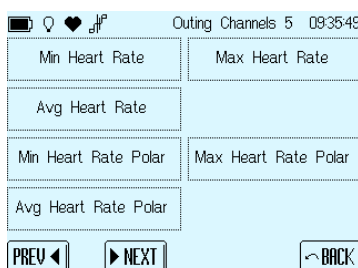 Outing Channels 5 09:35:49
Min Heart Rate Max Heart Rate
Avg Heart Rate
Min Heart Rate Polar Max Heart Rate Polar
Avg Heart Rate Polar
PREV NEXT BACK